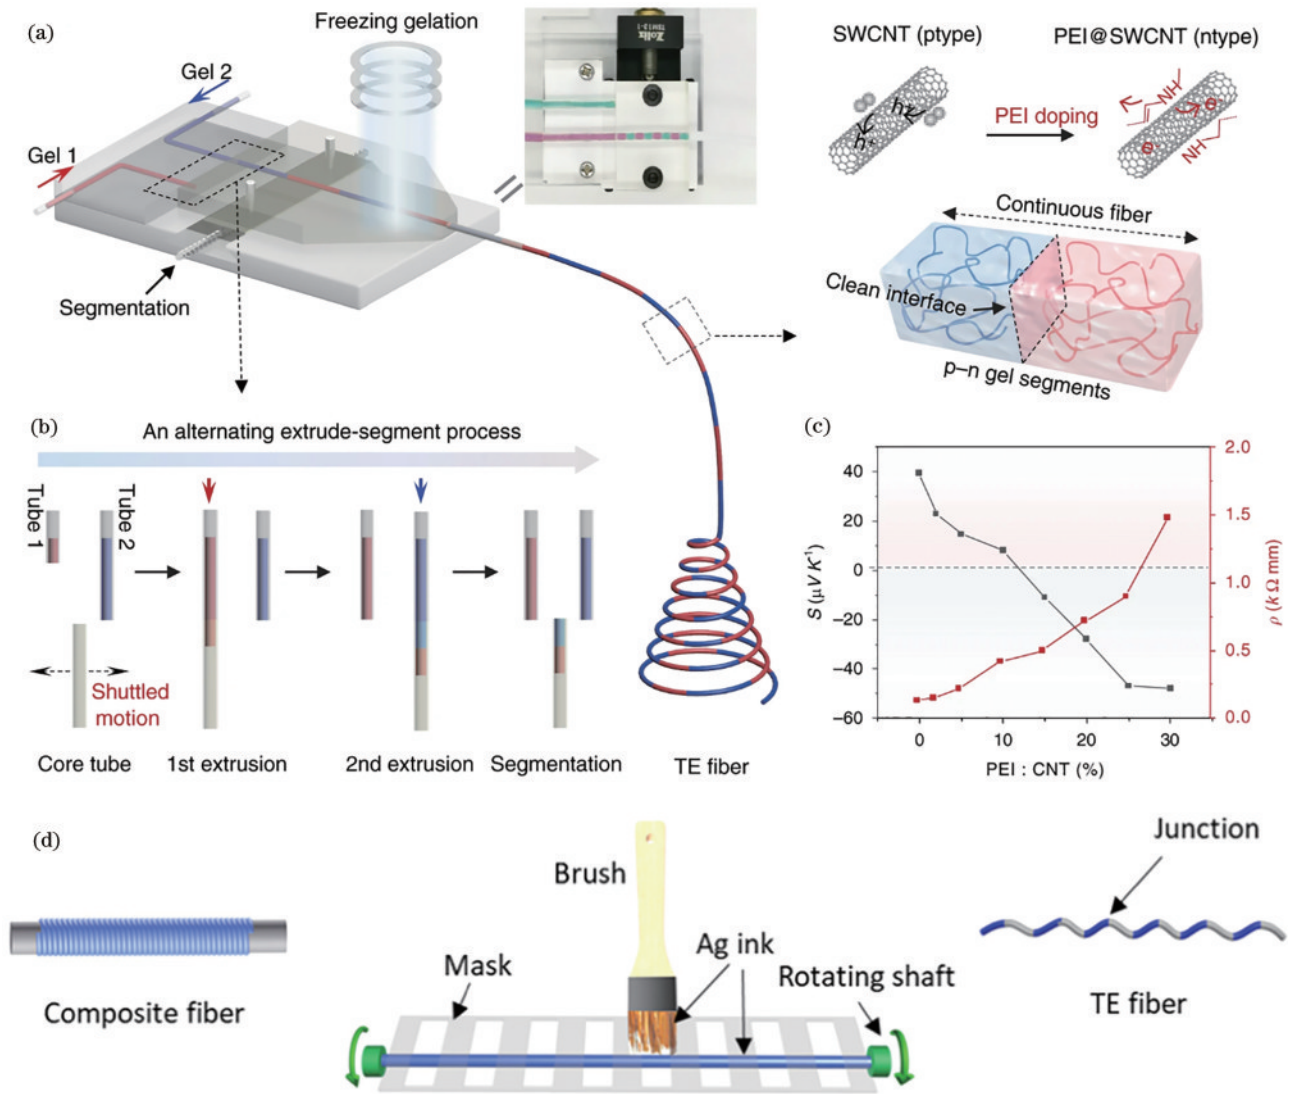 (a)
Freezing gelation
Gel 2
Gel 1
Segmentation
Zolix
SWCNT (ptype)
PEI@SWCNT (ntype)
h+
h+
PEI doping
NH
e-
e-
NH
Continuous fiber
Clean interface
p–n gel segments
(b)
An alternating extrude-segment process
Tube 1
Tube 2
Shuttled
motion
Core tube
1st extrusion
2nd extrusion
Segmentation
TE fiber
(c)
S (μV K⁻¹)
40
20
0
−20
−40
−60
2.0
1.5
1.0
0.5
0.0
ρ (k Ω mm)
0
10
20
30
PEI : CNT (%)
(d)
Composite fiber
Mask
Brush
Ag ink
Rotating shaft
Junction
TE fiber